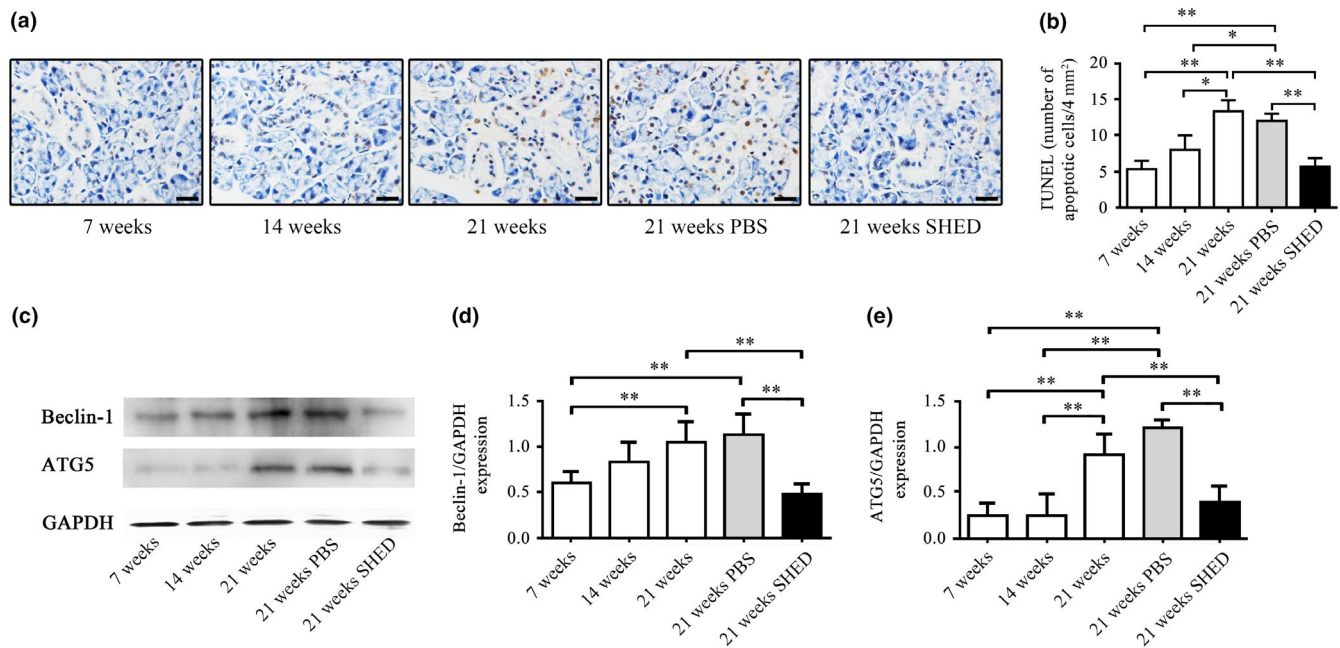 (a)
7 weeks
14 weeks
21 weeks
21 weeks PBS
21 weeks SHED
(b)
**
*
**
**
*
**
TUNEL (number of
apoptotic cells/4 mm²)
20
15
10
5
0
7 weeks
14 weeks
21 weeks
21 weeks PBS
21 weeks SHED
(c)
Beclin-1
ATG5
GAPDH
7 weeks
14 weeks
21 weeks
21 weeks PBS
21 weeks SHED
(d)
**
**
**
**
Beclin-1/GAPDH
expression
1.5
1.0
0.5
0.0
7 weeks
14 weeks
21 weeks
21 weeks PBS
21 weeks SHED
(e)
**
**
**
**
**
**
ATG5/GAPDH
expression
1.5
1.0
0.5
0.0
7 weeks
14 weeks
21 weeks
21 weeks PBS
21 weeks SHED